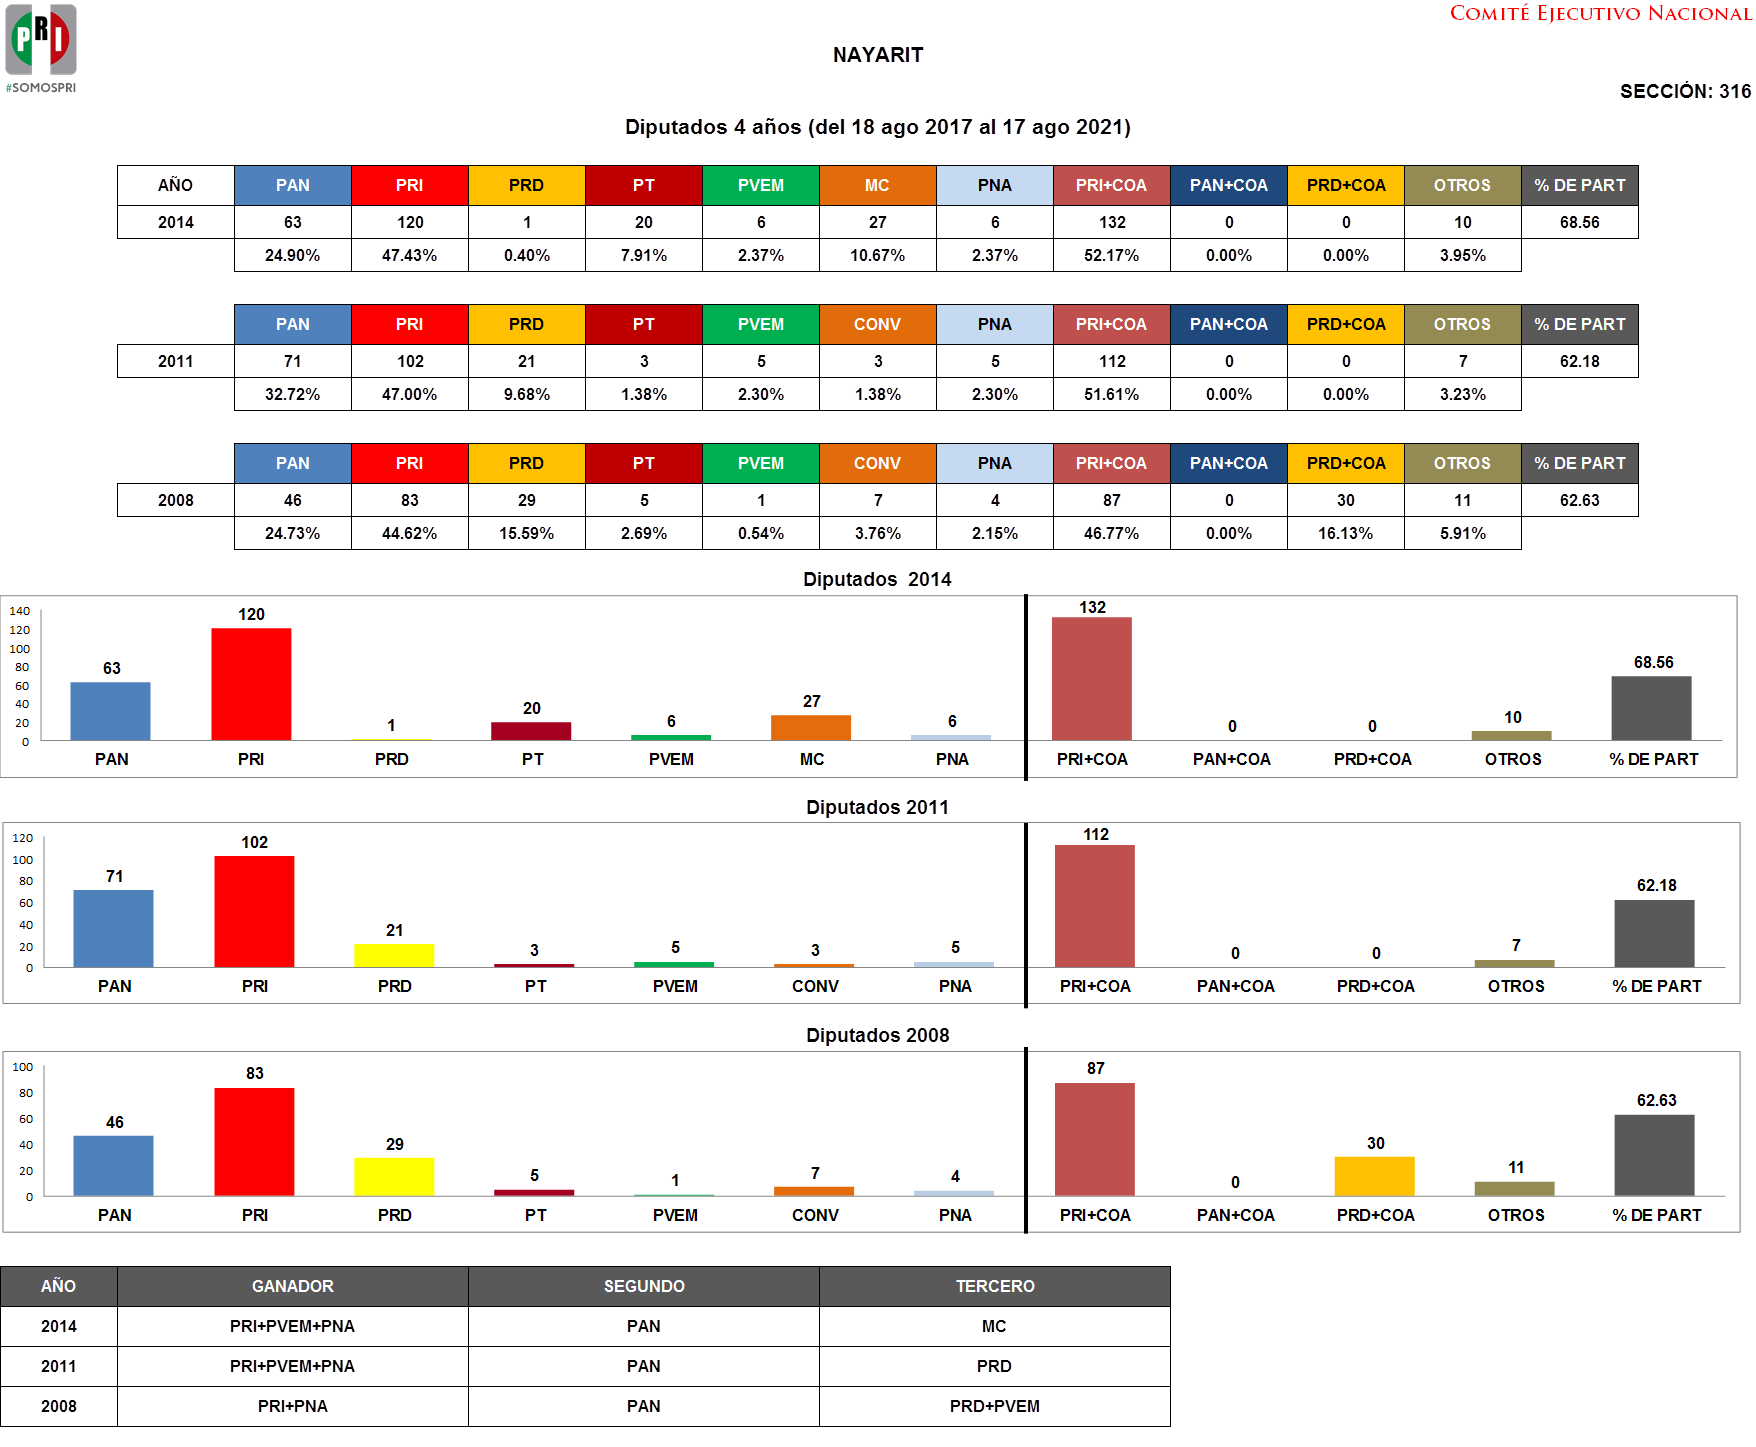 PRI
#SOMOSPRI
COMITÉ EJECUTIVO NACIONAL
NAYARIT
SECCIÓN: 316
Diputados 4 años (del 18 ago 2017 al 17 ago 2021)
AÑO PAN PRI PRD PT PVEM MC PNA PRI+COA PAN+COA PRD+COA OTROS % DE PART
2014 63 120 1 20 6 27 6 132 0 0 10 68.56
24.90% 47.43% 0.40% 7.91% 2.37% 10.67% 2.37% 52.17% 0.00% 0.00% 3.95%
PAN PRI PRD PT PVEM CONV PNA PRI+COA PAN+COA PRD+COA OTROS % DE PART
2011 71 102 21 3 5 3 5 112 0 0 7 62.18
32.72% 47.00% 9.68% 1.38% 2.30% 1.38% 2.30% 51.61% 0.00% 0.00% 3.23%
PAN PRI PRD PT PVEM CONV PNA PRI+COA PAN+COA PRD+COA OTROS % DE PART
2008 46 83 29 5 1 7 4 87 0 30 11 62.63
24.73% 44.62% 15.59% 2.69% 0.54% 3.76% 2.15% 46.77% 0.00% 16.13% 5.91%
Diputados 2014
140
120
100
80
60
40
20
0
63 120 1 20 6 27 6 132 0 0 10 68.56
PAN PRI PRD PT PVEM MC PNA PRI+COA PAN+COA PRD+COA OTROS % DE PART
Diputados 2011
120
100
80
60
40
20
0
71 102 21 3 5 3 5 112 0 0 7 62.18
PAN PRI PRD PT PVEM CONV PNA PRI+COA PAN+COA PRD+COA OTROS % DE PART
Diputados 2008
100
80
60
40
20
0
46 83 29 5 1 7 4 87 0 30 11 62.63
PAN PRI PRD PT PVEM CONV PNA PRI+COA PAN+COA PRD+COA OTROS % DE PART
AÑO GANADOR SEGUNDO TERCERO
2014 PRI+PVEM+PNA PAN MC
2011 PRI+PVEM+PNA PAN PRD
2008 PRI+PNA PAN PRD+PVEM